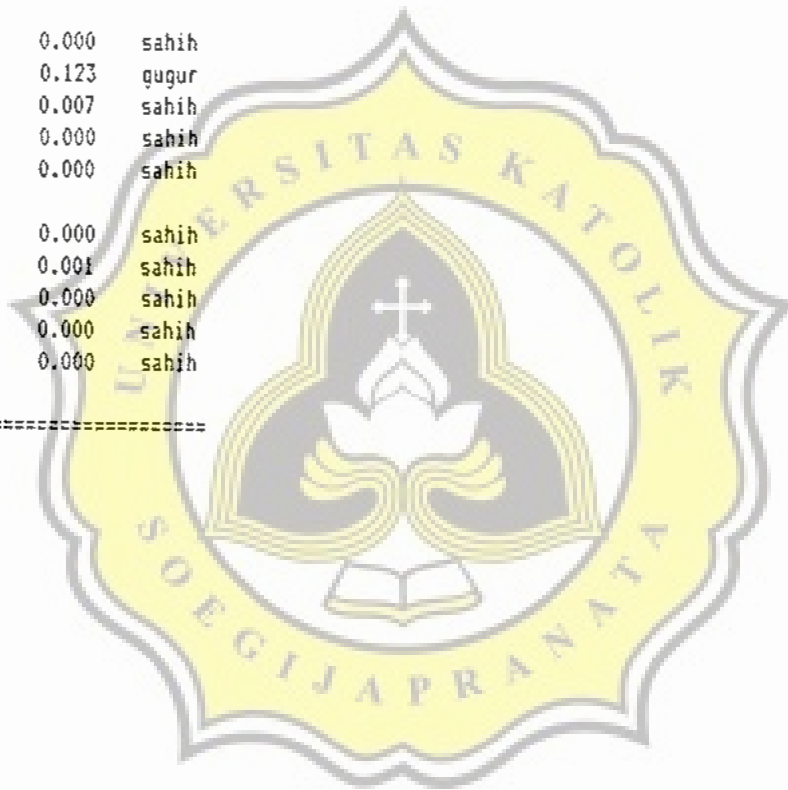 0.000 sahih
0.123 gugur
0.007 sahih
0.000 sahih
0.000 sahih
0.000 sahih
0.001 sahih
0.000 sahih
0.000 sahih
0.000 sahih
==================
UNIVERSITAS KATOLIK
SOEGIJAPRANATA